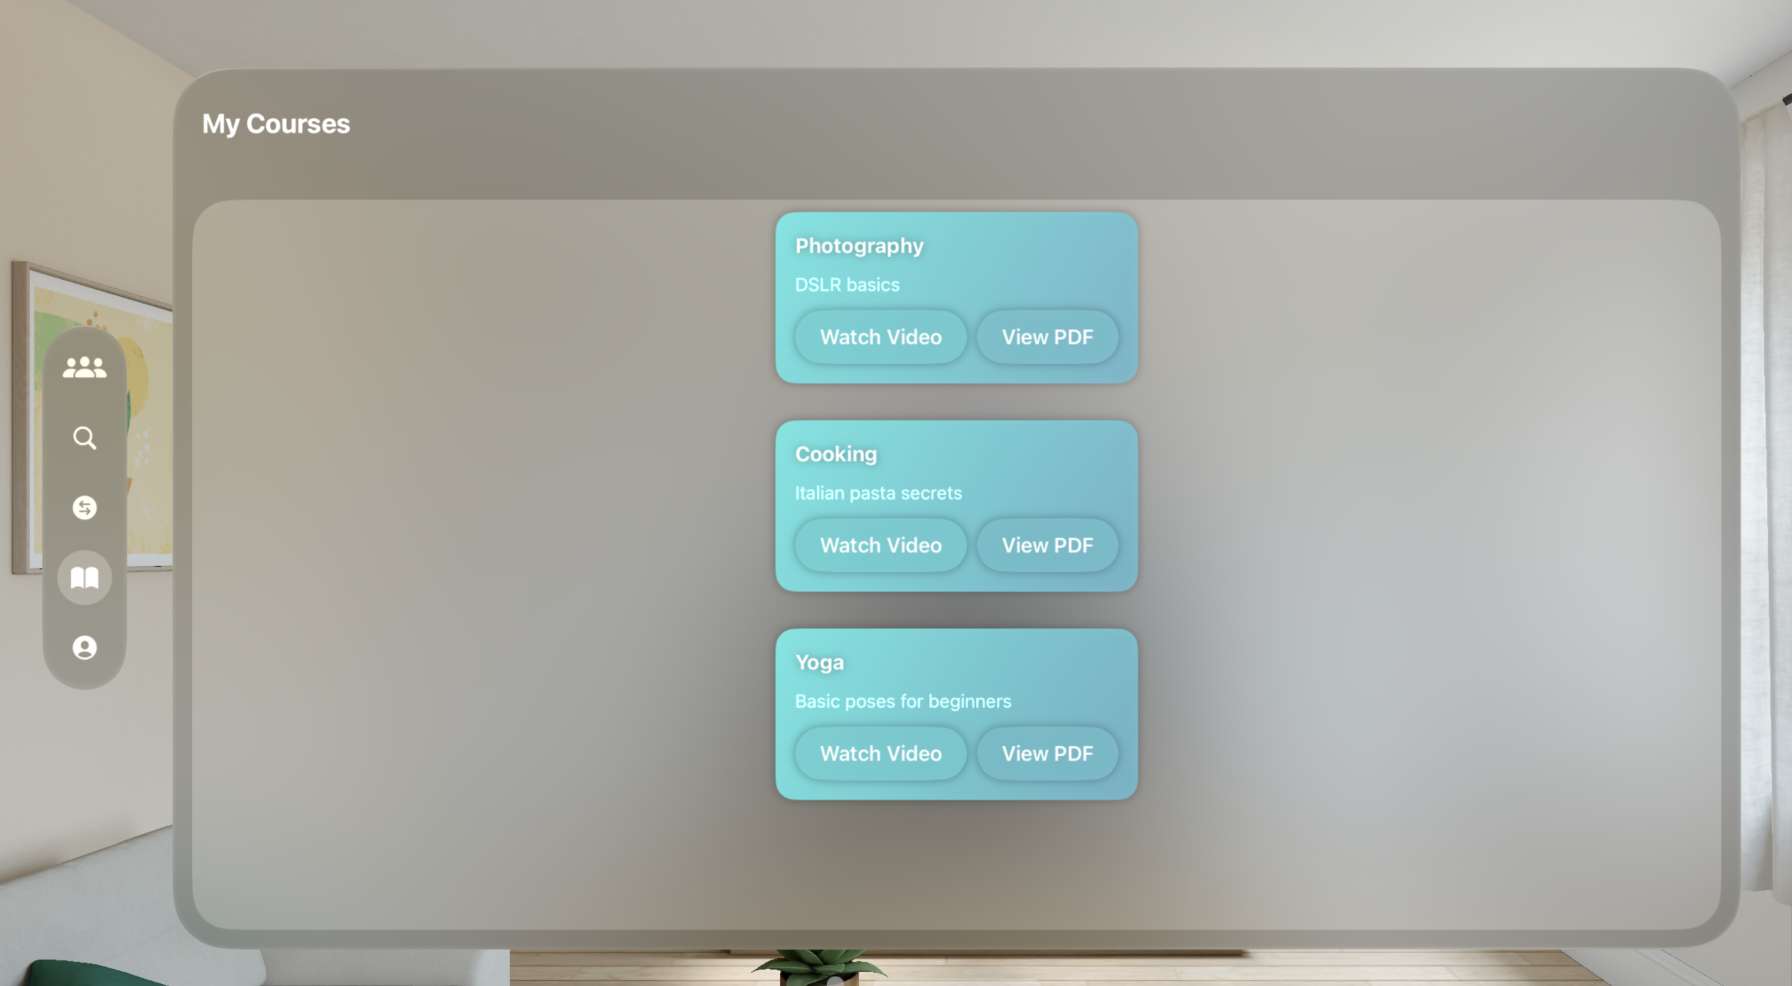 My Courses
Photography
DSLR basics
Watch Video
View PDF
Cooking
Italian pasta secrets
Watch Video
View PDF
Yoga
Basic poses for beginners
Watch Video
View PDF